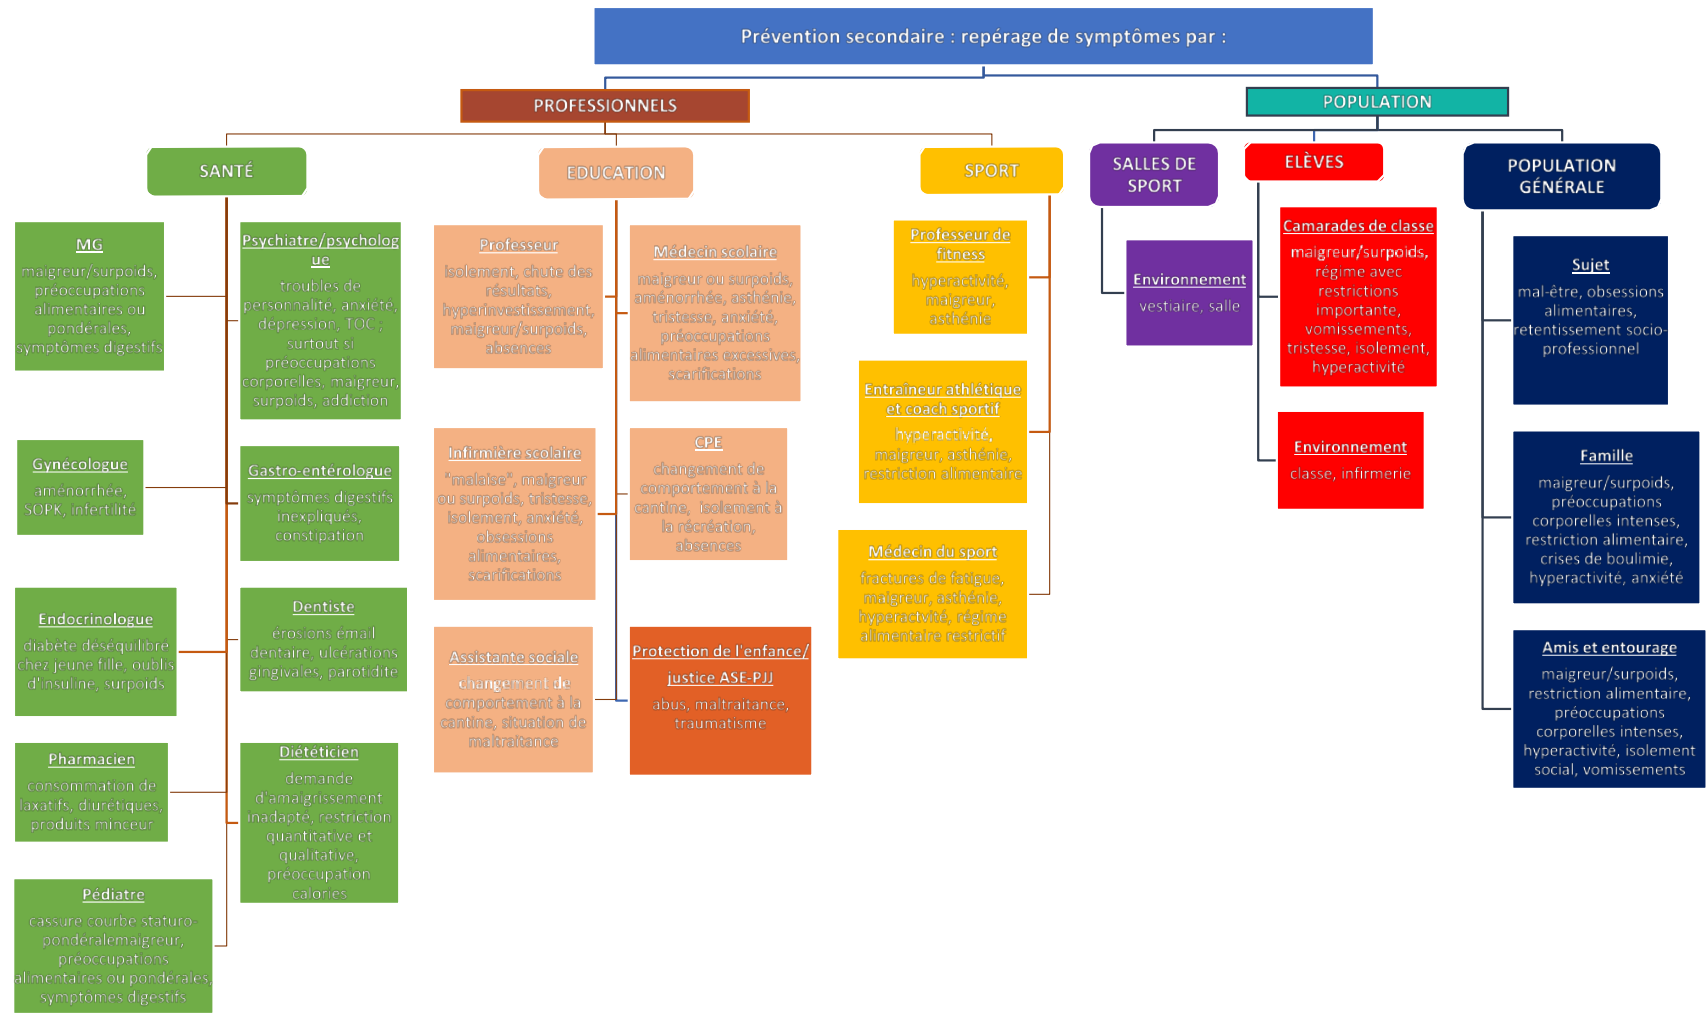 Prévention secondaire : repérage de symptômes par :
PROFESSIONNELS
SANTÉ
MG
maigreur/surpoids,
préoccupations
alimentaires ou
pondérales,
symptômes digestifs
Psychiatre/psycholog
ue
troubles de
personnalité, anxiété,
dépression, TOC ;
surtout si
préoccupations
corporelles, maigreur,
surpoids, addiction
Gynécologue
aménorrhée,
SOPK, infertilité
Gastro-entérologue
symptômes digestifs
inexpliqués,
constipation
Endocrinologue
diabète déséquilibré
chez jeune fille, oublis
d'insuline, surpoids
Dentiste
érosions émail
dentaire, ulcérations
gingivales, parotidite
Pharmacien
consommation de
laxatifs, diurétiques,
produits minceur
Diététicien
demande
d'amaigrissement
inadapté, restriction
quantitative et
qualitative,
préoccupation
calories
Pédiatre
cassure courbe staturo-
pondéralemaigreur,
préoccupations
alimentaires ou pondérales,
symptômes digestifs
EDUCATION
Professeur
isolement, chute des
résultats,
hyperinvestissement,
maigreur/surpoids,
absences
Médecin scolaire
maigreur ou surpoids,
aménorrhée, asthénie,
tristesse, anxiété,
préoccupations
alimentaires excessives,
scarifications
Infirmière scolaire
"malaise", maigreur
ou surpoids, tristesse,
isolement, anxiété,
obsessions
alimentaires,
scarifications
CPE
changement de
comportement à la
cantine, isolement à
la récréation,
absences
Assistante sociale
changement de
comportement à la
cantine, situation de
maltraitance
Protection de l'enfance/
justice ASE-PJJ
abus, maltraitance,
traumatisme
SPORT
Professeur de
fitness
hyperactivité,
maigreur,
asthénie
Entraîneur athlétique
et coach sportif
hyperactivité,
maigreur, asthénie,
restriction alimentaire
Médecin du sport
fractures de fatigue,
maigreur, asthénie,
hyperactvité, régime
alimentaire restrictif
POPULATION
SALLES DE
SPORT
Environnement
vestiaire, salle
ELÈVES
Camarades de classe
maigreur/surpoids,
régime avec
restrictions
importante,
vomissements,
tristesse, isolement,
hyperactivité
Environnement
classe, infirmerie
POPULATION
GÉNÉRALE
Sujet
mal-être, obsessions
alimentaires,
retentissement socio-
professionnel
Famille
maigreur/surpoids,
préoccupations
corporelles intenses,
restriction alimentaire,
crises de boulimie,
hyperactivité, anxiété
Amis et entourage
maigreur/surpoids,
restriction alimentaire,
préoccupations
corporelles intenses,
hyperactivité, isolement
social, vomissements